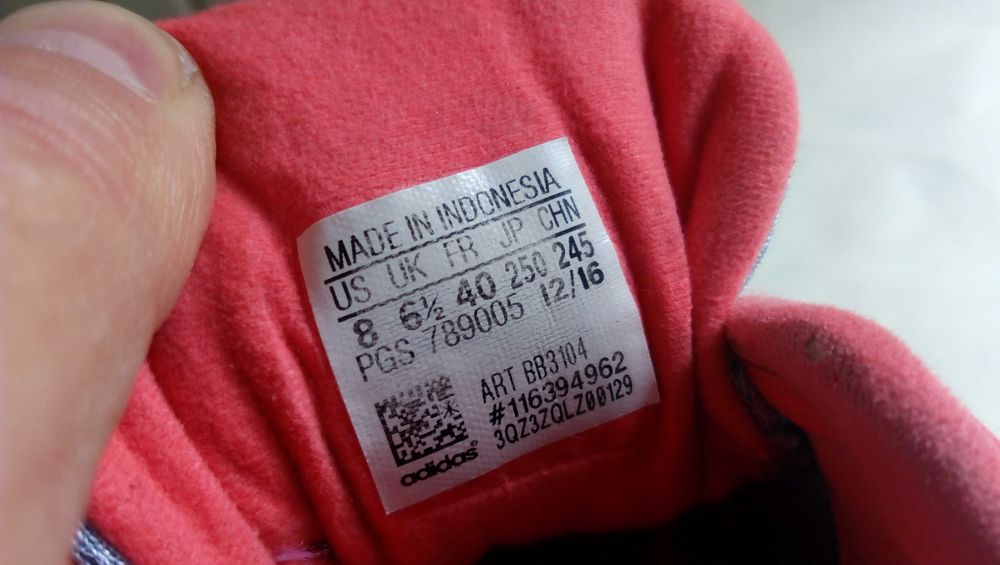 MADE IN INDONESIA
US UK FR JP CHN
8 6½ 40 250 245
PGS 789005 12/16
ART BB3104
#116394962
3QZ3ZQLZ00129
adidas